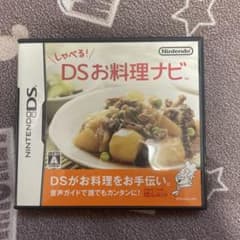 しゃべる!
Nintendo
DSお料理ナビ
NINTENDO DS
A
DSがお料理をお手伝い。
音声ガイドで誰でもカンタンに!